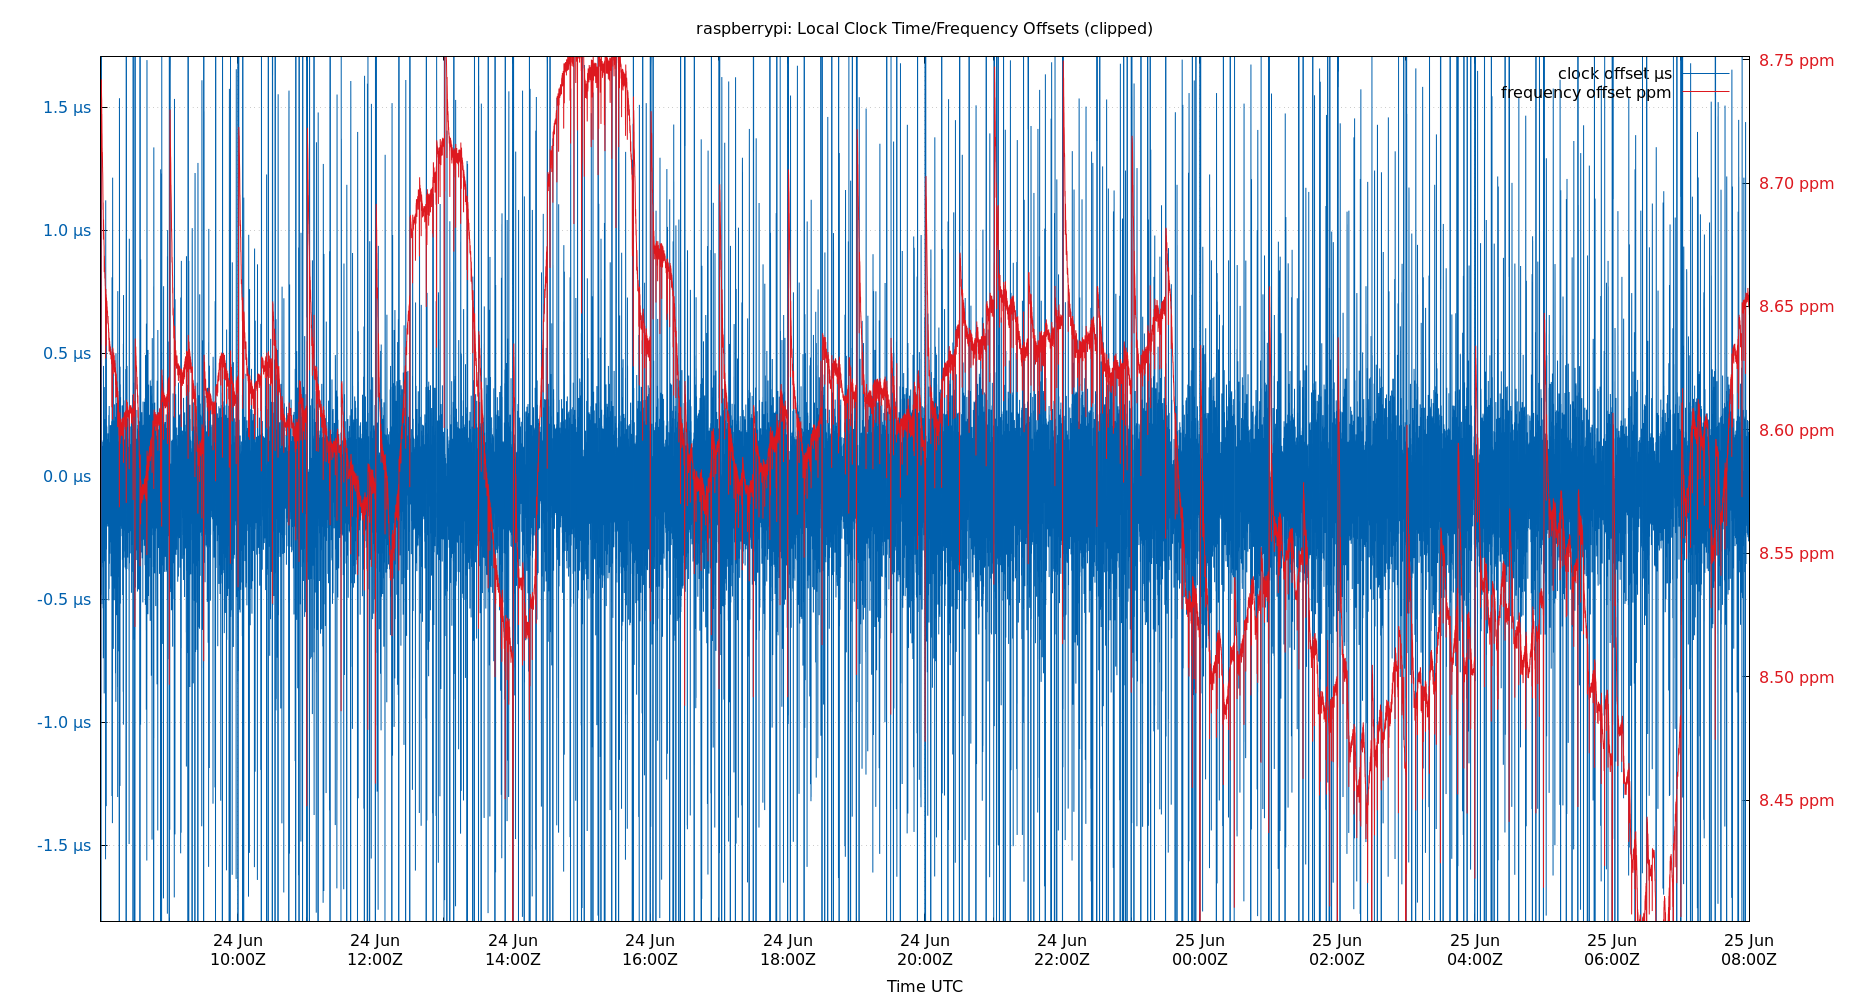 raspberrypi: Local Clock Time/Frequency Offsets (clipped)
clock offset µs
frequency offset ppm
1.5 µs
1.0 µs
0.5 µs
0.0 µs
-0.5 µs
-1.0 µs
-1.5 µs
8.75 ppm
8.70 ppm
8.65 ppm
8.60 ppm
8.55 ppm
8.50 ppm
8.45 ppm
24 Jun 24 Jun 24 Jun 24 Jun 24 Jun 24 Jun 24 Jun 25 Jun 25 Jun 25 Jun 25 Jun 25 Jun
10:00Z 12:00Z 14:00Z 16:00Z 18:00Z 20:00Z 22:00Z 00:00Z 02:00Z 04:00Z 06:00Z 08:00Z
Time UTC